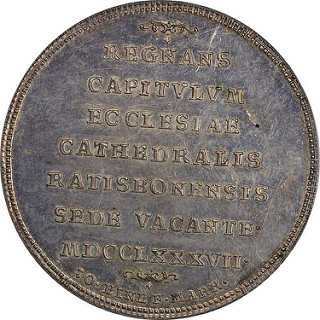 REGNANS
CAPITVLVM
ECCLESIAE
CATHEDRALIS
RATISBONENSIS
SEDE VACANTE·
MDCCLXXXVII·